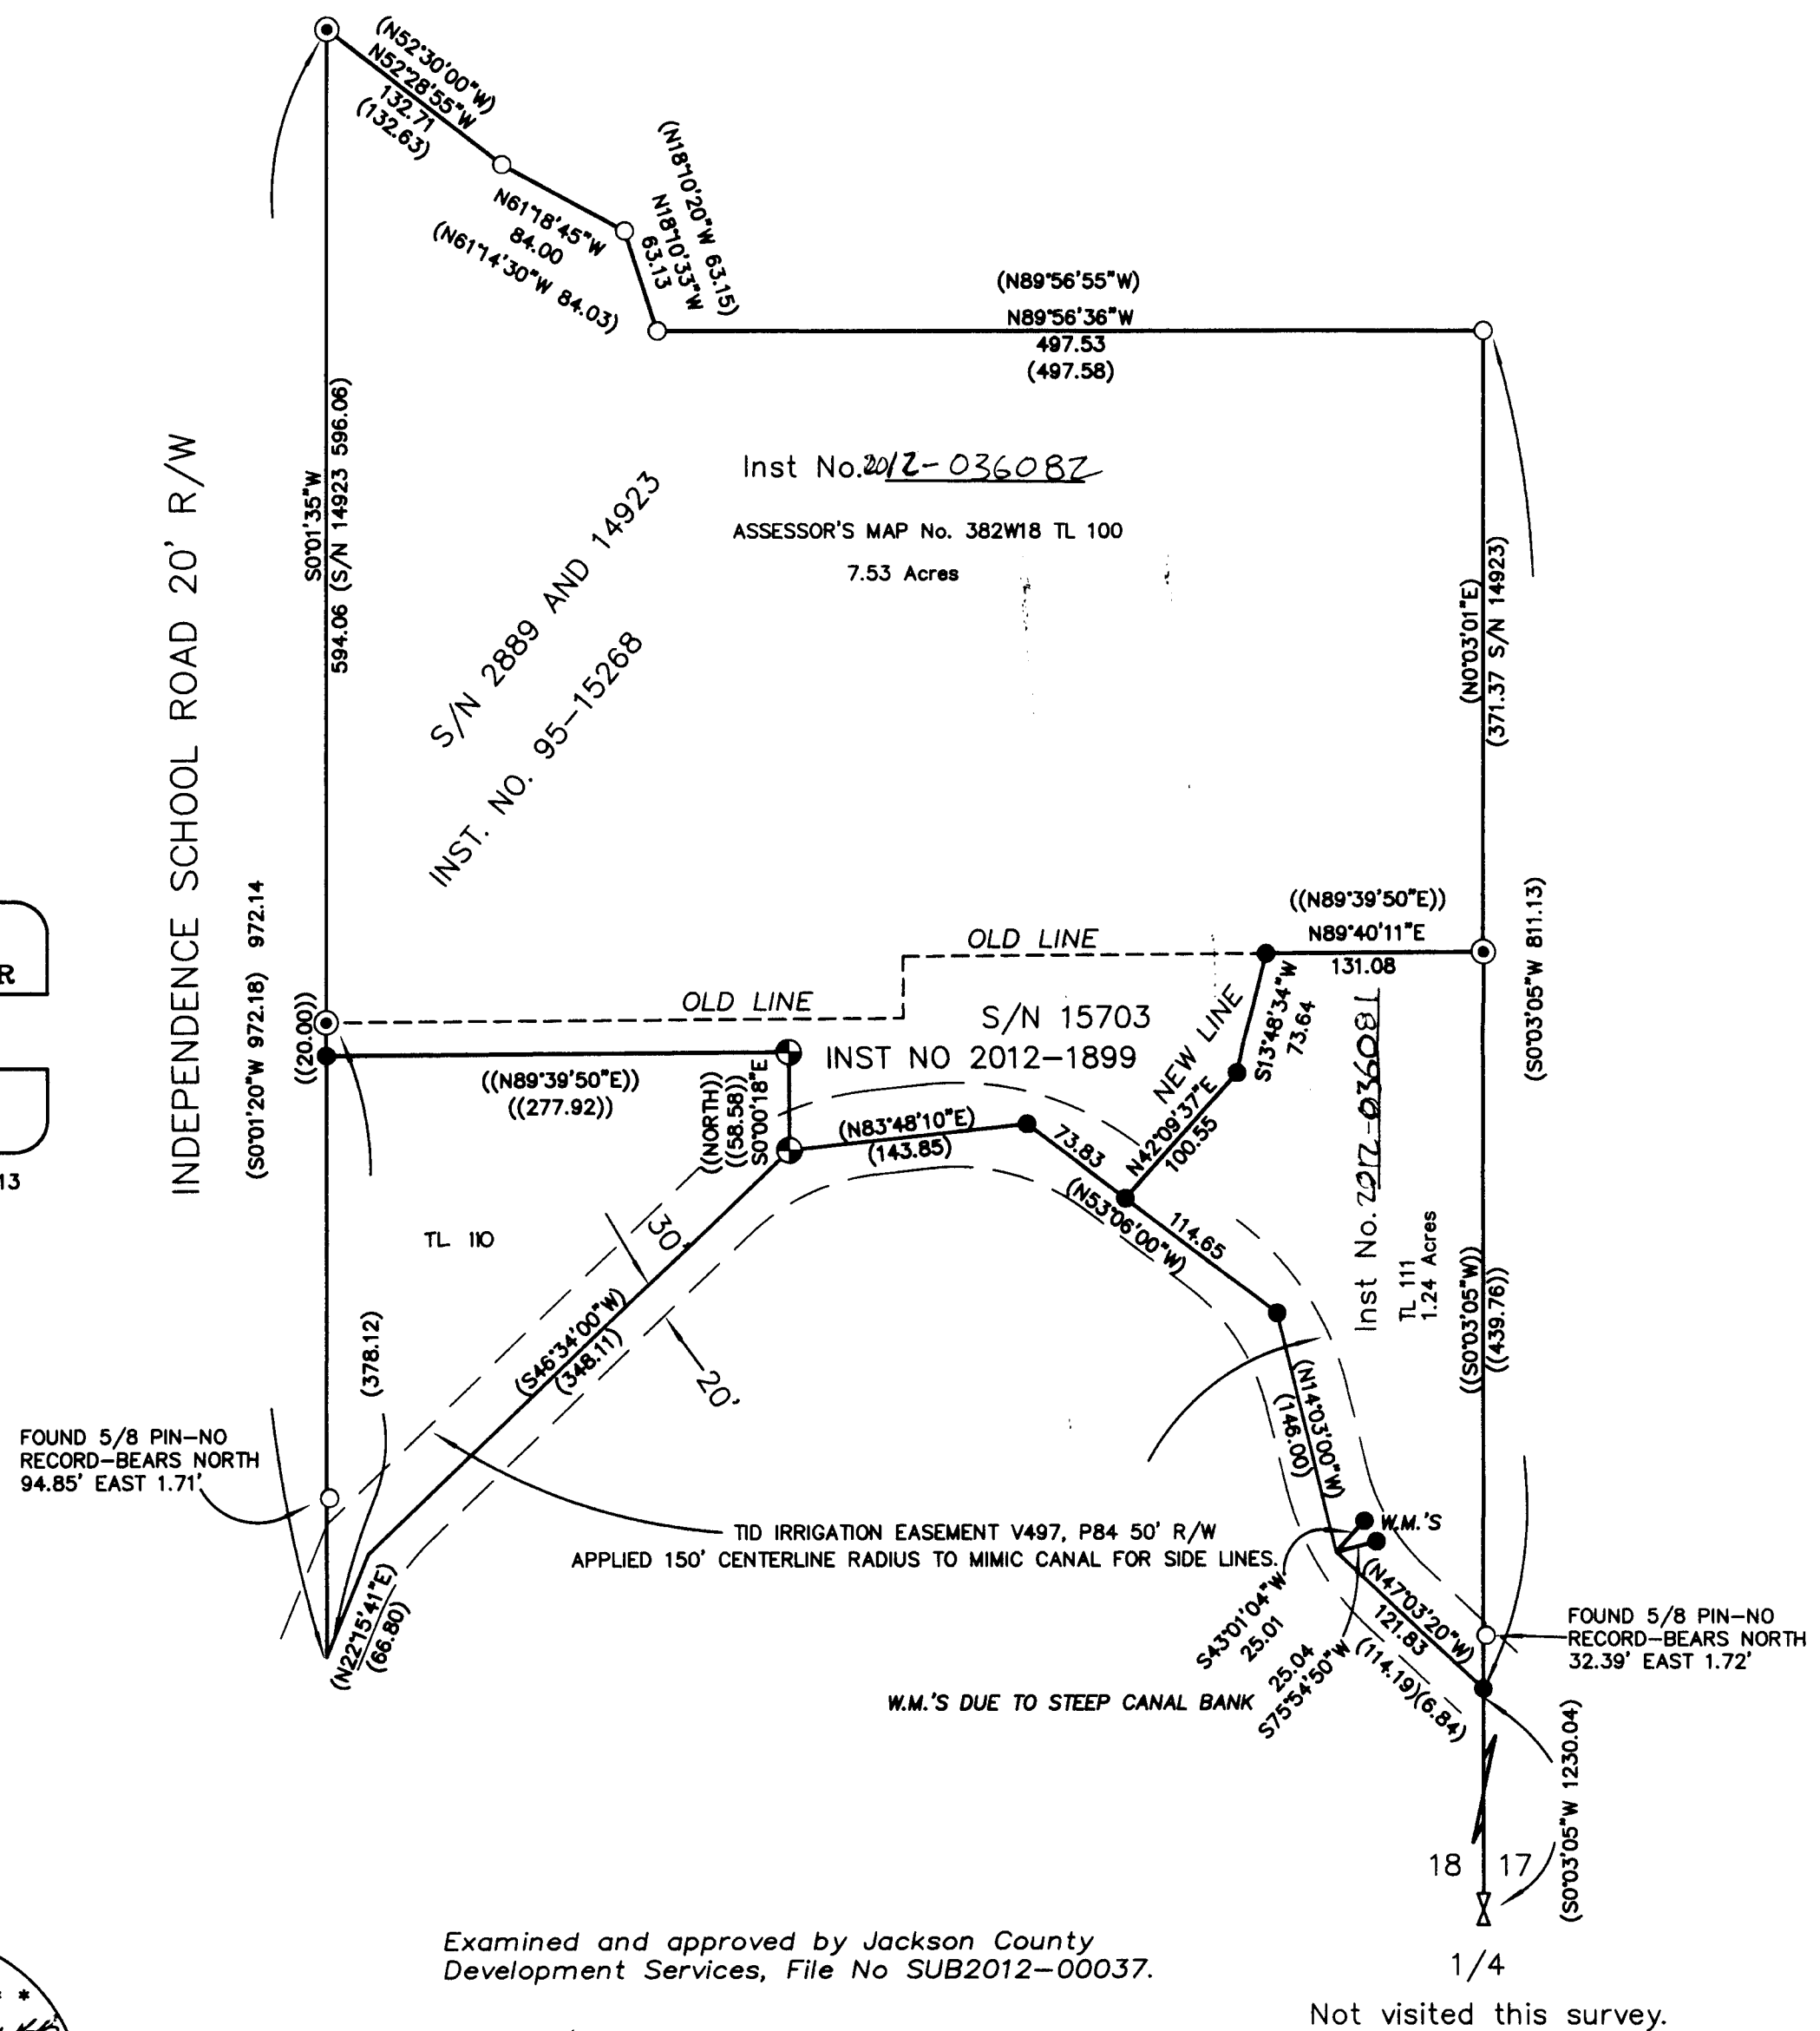 (N52°30'00"W)
N52°28'55"W
132.71
(132.63)
N61°18'45"W
84.00
(N61°14'30"W 84.03)
(N18°10'20"W 63.15)
N18°10'33"W
63.13
(N89°56'55"W)
N89°56'36"W
497.53
(497.58)
Inst No. 2012-036082
ASSESSOR'S MAP No. 382W18 TL 100
7.53 Acres
S/N 2889 AND 14923
INST. NO. 95-15268
INDEPENDENCE SCHOOL ROAD 20' R/W
S0°01'35"W
594.06 (S/N 14923 596.06)
(S0°01'20"W 972.18) 972.14
((20.00))
(N0°03'01"E)
(371.37 S/N 14923)
(S0°03'05"W 811.13)
((N89°39'50"E))
N89°40'11"E
131.08
OLD LINE
OLD LINE
S/N 15703
INST NO 2012-1899
NEW LINE
S13°48'34"W
73.64
N42°09'37"E
100.55
((N89°39'50"E))
((277.92))
((NORTH))
((58.58))
S0°00'18"E
(N83°48'10"E)
(143.85)
73.83
(N53°06'00"W)
114.65
Inst No. 2012-036081
TL 111
1.24 Acres
((S0°03'05"W))
((439.76))
TL 110
30'
20'
(S46°34'00"W)
(348.11)
(378.12)
(N14°03'00"W)
(146.00)
FOUND 5/8 PIN-NO
RECORD-BEARS NORTH
94.85' EAST 1.71'
TID IRRIGATION EASEMENT V497, P84 50' R/W
APPLIED 150' CENTERLINE RADIUS TO MIMIC CANAL FOR SIDE LINES.
W.M.'S
S43°01'04"W
25.01
25.04
S75°54'50"W
(N47°03'20"W)
121.83
(114.19)(6.84)
W.M.'S DUE TO STEEP CANAL BANK
(N22°15'41"E)
(66.80)
FOUND 5/8 PIN-NO
RECORD-BEARS NORTH
32.39' EAST 1.72'
(S0°03'05"W 1230.04)
18 17
1/4
Not visited this survey.
Examined and approved by Jackson County
Development Services, File No SUB2012-00037.
R
13